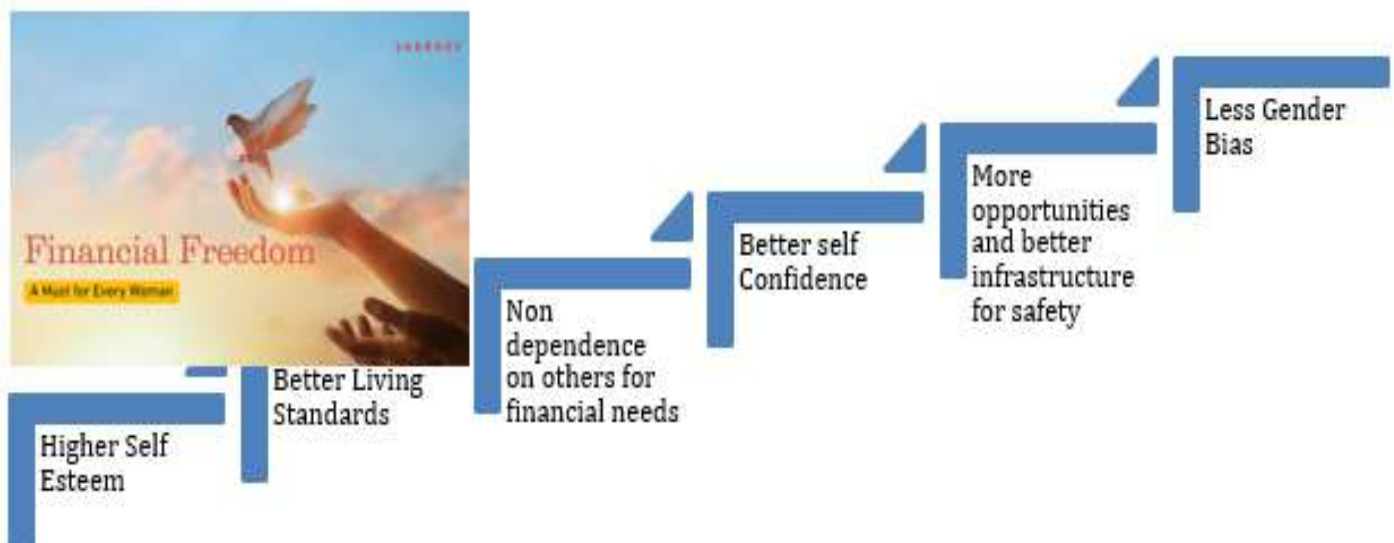 Financial Freedom
A Must for Every Woman
Higher Self
Esteem
Better Living
Standards
Non
dependence
on others for
financial needs
Better self
Confidence
More
opportunities
and better
infrastructure
for safety
Less Gender
Bias